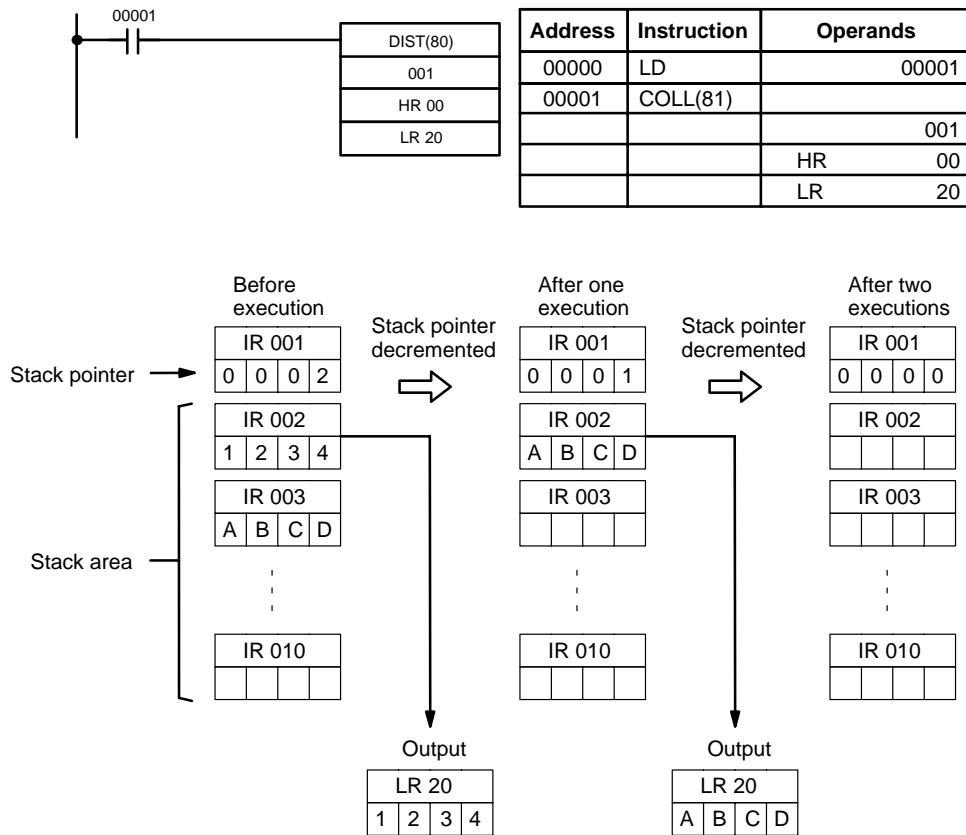 00001
DIST(80)
001
HR 00
LR 20
Address Instruction Operands
00000 LD 00001
00001 COLL(81)
001
HR 00
LR 20
Before
execution
After one
execution
After two
executions
Stack pointer
decremented
Stack pointer
decremented
IR 001 IR 001 IR 001
Stack pointer 0 0 0 2 0 0 0 1 0 0 0 0
IR 002 IR 002 IR 002
1 2 3 4 A B C D
IR 003 IR 003 IR 003
A B C D
Stack area
IR 010 IR 010 IR 010
Output Output
LR 20 LR 20
1 2 3 4 A B C D